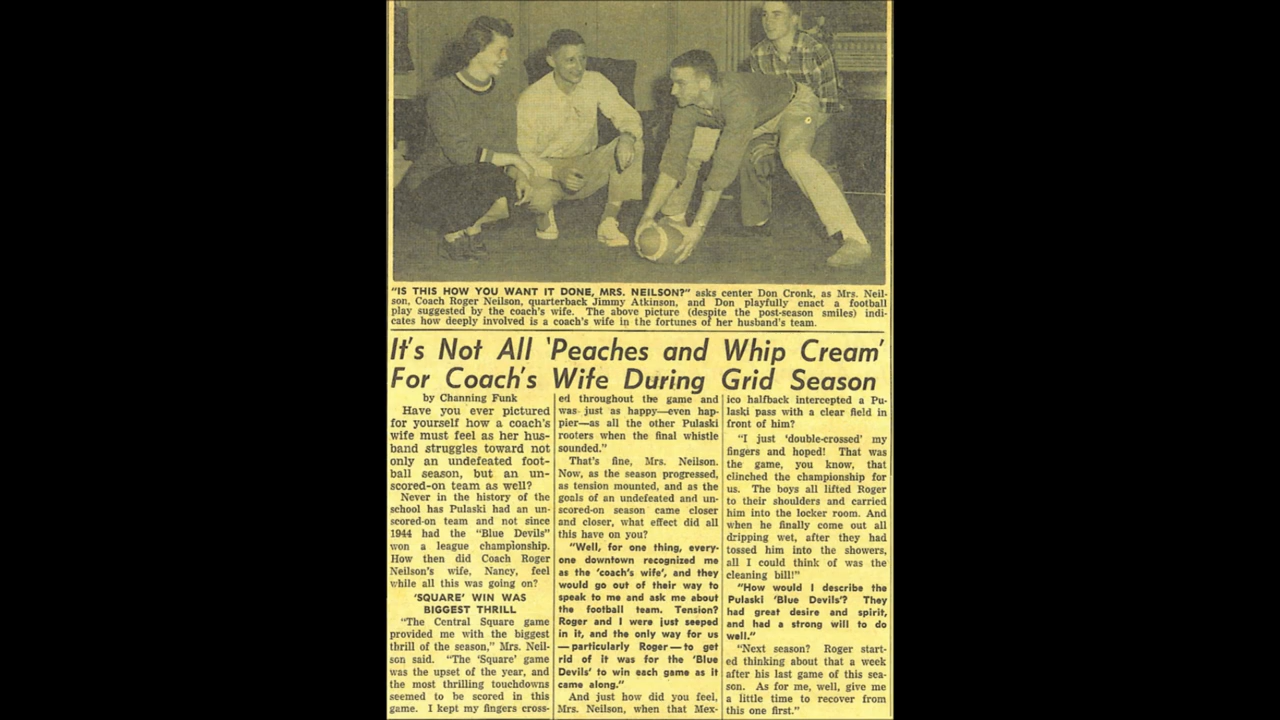 "IS THIS HOW YOU WANT IT DONE, MRS. NEILSON?" asks center Don Cronk, as Mrs. Neil-
son, Coach Roger Neilson, quarterback Jimmy Atkinson, and Don playfully enact a football
play suggested by the coach's wife. The above picture (despite the post-season smiles) indi-
cates how deeply involved is a coach's wife in the fortunes of her husband's team.
It's Not All 'Peaches and Whip Cream'
For Coach's Wife During Grid Season
by Channing Funk
Have you ever pictured
for yourself how a coach's
wife must feel as her hus-
band struggles toward not
only an undefeated foot-
ball season, but an un-
scored-on team as well?
Never in the history of the
school has Pulaski had an un-
scored-on team and not since
1944 had the "Blue Devils"
won a league championship.
How then did Coach Roger
Neilson's wife, Nancy, feel
while all this was going on?
'SQUARE' WIN WAS
BIGGEST THRILL
"The Central Square game
provided me with the biggest
thrill of the season," Mrs. Neil-
son said. "The 'Square' game
was the upset of the year, and
the most thrilling touchdowns
seemed to be scored in this
game. I kept my fingers cross-
ed throughout the game and
was just as happy—even hap-
pier—as all the other Pulaski
rooters when the final whistle
sounded."
That's fine, Mrs. Neilson.
Now, as the season progressed,
as tension mounted, and as the
goals of an undefeated and un-
scored-on season came closer
and closer, what effect did all
this have on you?
"Well, for one thing, every-
one downtown recognized me
as the 'coach's wife', and they
would go out of their way to
speak to me and ask me about
the football team. Tension?
Roger and I were just seeped
in it, and the only way for us
—particularly Roger—to get
rid of it was for the 'Blue
Devils' to win each game as it
came along."
And just how did you feel,
Mrs. Neilson, when that Mex-
ico halfback intercepted a Pu-
laski pass with a clear field in
front of him?
"I just 'double-crossed' my
fingers and hoped! That was
the game, you know, that
clinched the championship for
us. The boys all lifted Roger
to their shoulders and carried
him into the locker room. And
when he finally come out all
dripping wet, after they had
tossed him into the showers,
all I could think of was the
cleaning bill!"
"How would I describe the
Pulaski 'Blue Devils'? They
had great desire and spirit,
and had a strong will to do
well."
"Next season? Roger start-
ed thinking about that a week
after his last game of this sea-
son. As for me, well, give me
a little time to recover from
this one first."